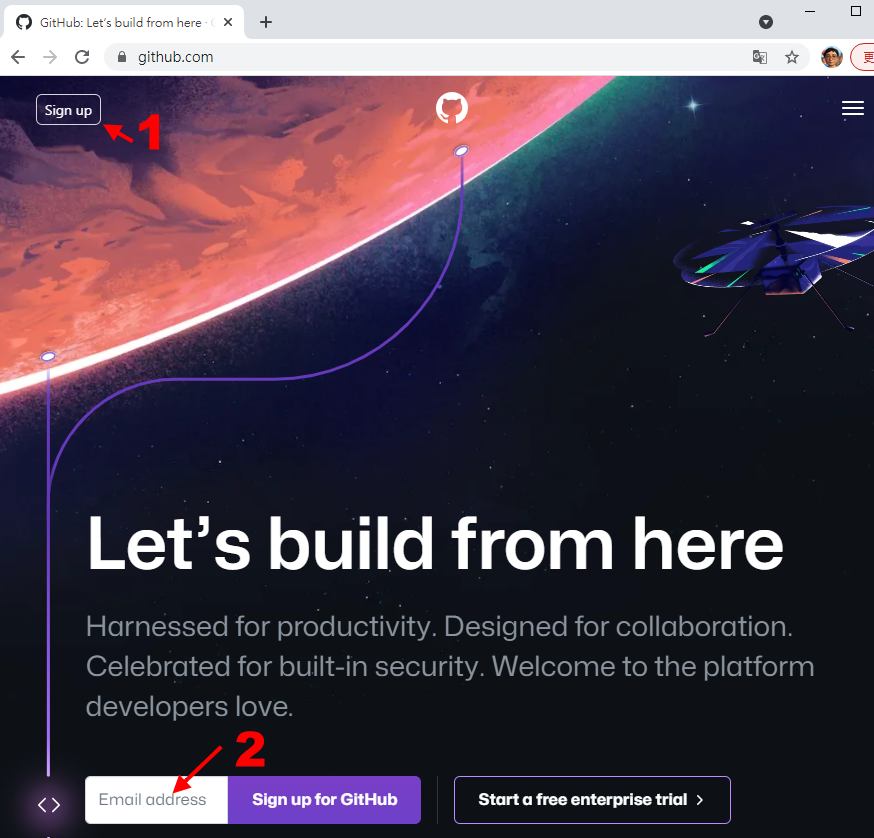 GitHub: Let's build from here ·
github.com
更
Sign up
1
Let's build from here
Harnessed for productivity. Designed for collaboration.
Celebrated for built-in security. Welcome to the platform
developers love.
2
Email address
Sign up for GitHub
Start a free enterprise trial